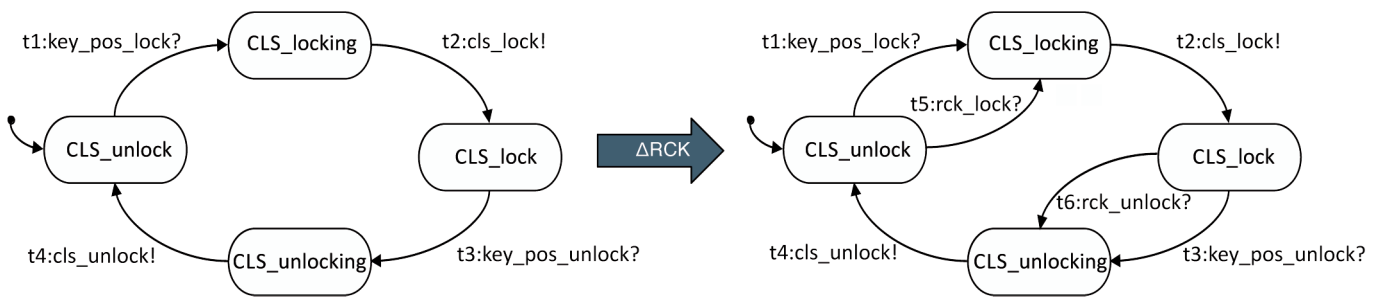 t1:key_pos_lock?
CLS_locking
t2:cls_lock!
CLS_unlock
CLS_lock
t4:cls_unlock!
CLS_unlocking
t3:key_pos_unlock?
ΔRCK
t1:key_pos_lock?
CLS_locking
t2:cls_lock!
t5:rck_lock?
CLS_unlock
CLS_lock
t6:rck_unlock?
t4:cls_unlock!
CLS_unlocking
t3:key_pos_unlock?